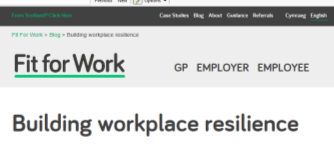 Previous Next Options
From Scotland? Click Here Case Studies Blog About Guidance Referrals Cymraeg English
Fit For Work > Blog > Building workplace resilience
Fit for Work GP EMPLOYER EMPLOYEE
Building workplace resilience